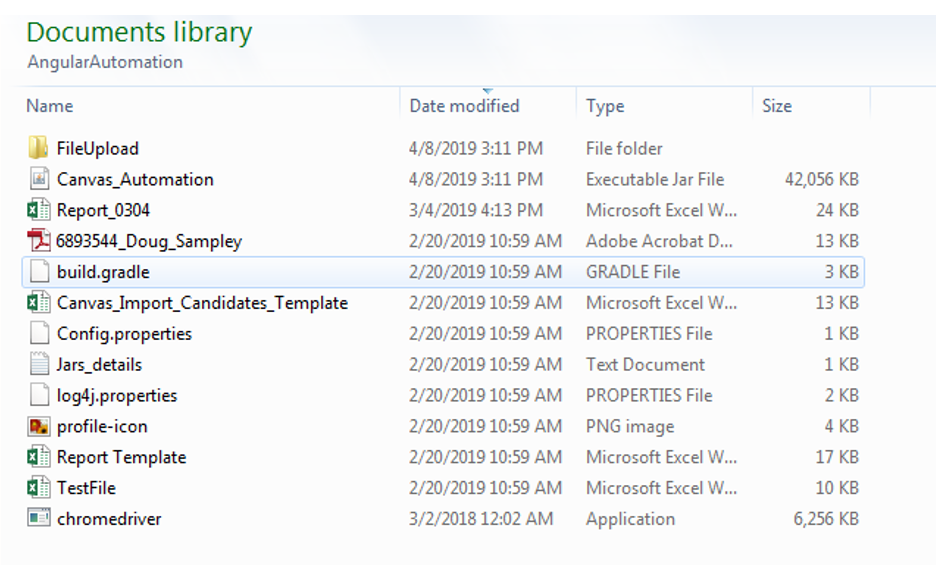 Documents library
AngularAutomation
Name Date modified Type Size
FileUpload 4/8/2019 3:11 PM File folder
Canvas_Automation 4/8/2019 3:11 PM Executable Jar File 42,056 KB
Report_0304 3/4/2019 4:13 PM Microsoft Excel W... 24 KB
6893544_Doug_Sampley 2/20/2019 10:59 AM Adobe Acrobat D... 13 KB
build.gradle 2/20/2019 10:59 AM GRADLE File 3 KB
Canvas_Import_Candidates_Template 2/20/2019 10:59 AM Microsoft Excel W... 13 KB
Config.properties 2/20/2019 10:59 AM PROPERTIES File 1 KB
Jars_details 2/20/2019 10:59 AM Text Document 1 KB
log4j.properties 2/20/2019 10:59 AM PROPERTIES File 2 KB
profile-icon 2/20/2019 10:59 AM PNG image 4 KB
Report Template 2/20/2019 10:59 AM Microsoft Excel W... 17 KB
TestFile 2/20/2019 10:59 AM Microsoft Excel W... 10 KB
chromedriver 3/2/2018 12:02 AM Application 6,256 KB